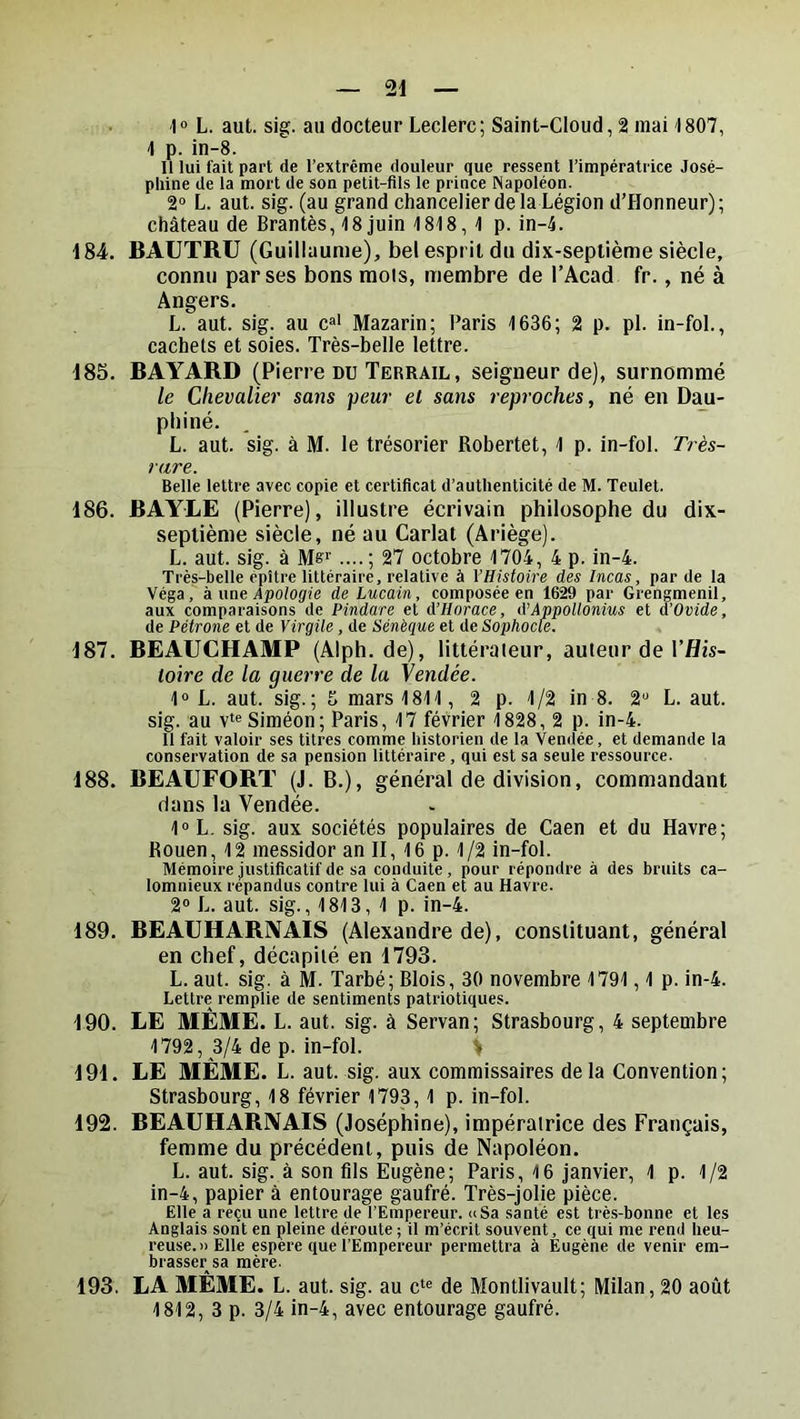 — 21 —
1º L. aut. sig. au docteur Leclerc; Saint-Cloud, 2 mai 1807,
1 p. in-8.
Il lui fait part de l'extrême douleur que ressent l'impératrice José-
phine de la mort de son petit-fils le prince Napoléon.
2º L. aut. sig. (au grand chancelier de la Légion d'Honneur);
château de Brantès, 18 juin 1818, 1 p. in-4.
184. BAUTRU (Guillaume), bel esprit du dix-septième siècle,
connu par ses bons mots, membre de l'Acad fr., né à
Angers.
L. aut. sig. au cal Mazarin; Paris 1636; 2 p. pl. in-fol.,
cachets et soies. Très-belle lettre.
185. BAYARD (Pierre DU TERRAIL, seigneur de), surnommé
le Chevalier sans peur et sans reproches, né en Dau-
phiné.
L. aut. sig. à M. le trésorier Robertet, 1 p. in-fol. Très-
rare.
Belle lettre avec copie et certificat d'authenticité de M. Teulet.
186. BAYLE (Pierre), illustre écrivain philosophe du dix-
septième siècle, né au Carlat (Ariège).
L. aut. sig. à Mgr ....; 27 octobre 1704, 4 p. in-4.
Très-belle épître littéraire, relative à l'Histoire des Incas, par de la
Véga, à une Apologie de Lucain, composée en 1629 par Grengmenil,
aux comparaisons de Pindare et d'Horace, d'Appollonius et d'Ovide,
de Pétrone et de Virgile, de Sénèque et de Sophocle.
187. BEAUCHAMP (Alph. de), littérateur, auteur de l'His-
toire de la guerre de la Vendée.
1º L. aut. sig.; 5 mars 1811, 2 p. 1/2 in 8. 2º L. aut.
sig. au vte Siméon; Paris, 17 février 1828, 2 p. in-4.
Il fait valoir ses titres comme historien de la Vendée, et demande la
conservation de sa pension littéraire, qui est sa seule ressource.
188. BEAUFORT (J. B.), général de division, commandant
dans la Vendée.
1º L. sig. aux sociétés populaires de Caen et du Havre;
Rouen, 12 messidor an II, 16 p. 1/2 in-fol.
Mémoire justificatif de sa conduite, pour répondre à des bruits ca-
lomnieux répandus contre lui à Caen et au Havre.
2º L. aut. sig., 1813, 1 p. in-4.
189. BEAUHARNAIS (Alexandre de), constituant, général
en chef, décapité en 1793.
L. aut. sig. à M. Tarbé; Blois, 30 novembre 1791, 1 p. in-4.
Lettre remplie de sentiments patriotiques.
190. LE MÊME. L. aut. sig. à Servan; Strasbourg, 4 septembre
1792, 3/4 de p. in-fol.
191. LE MÊME. L. aut. sig. aux commissaires de la Convention;
Strasbourg, 18 février 1793, 1 p. in-fol.
192. BEAUHARNAIS (Joséphine), impératrice des Français,
femme du précédent, puis de Napoléon.
L. aut. sig. à son fils Eugène; Paris, 16 janvier, 1 p. 1/2
in-4, papier à entourage gaufré. Très-jolie pièce.
Elle a reçu une lettre de l'Empereur. «Sa santé est très-bonne et les
Anglais sont en pleine déroute; il m'écrit souvent, ce qui me rend heu-
reuse.» Elle espère que l'Empereur permettra à Eugène de venir em-
brasser sa mère.
193. LA MÊME. L. aut. sig. au cte de Montlivault; Milan, 20 août
1812, 3 p. 3/4 in-4, avec entourage gaufré.